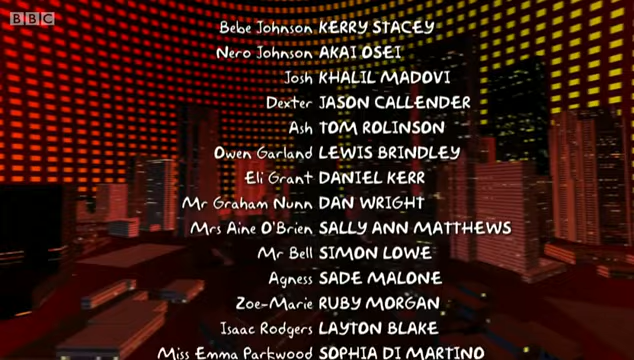 BBC
Bebe Johnson KERRY STACEY
Nero Johnson AKAI OSEI
Josh KHALIL MADOVI
Dexter JASON CALLENDER
Ash TOM ROLINSON
Owen Garland LEWIS BRINDLEY
Eli Grant DANIEL KERR
Mr Graham Nunn DAN WRIGHT
Mrs Aine O'Brien SALLY ANN MATTHEWS
Mr Bell SIMON LOWE
Agness SADE MALONE
Zoe-Marie RUBY MORGAN
Isaac Rodgers LAYTON BLAKE
Miss Emma Parkwood SOPHIA DI MARTINO